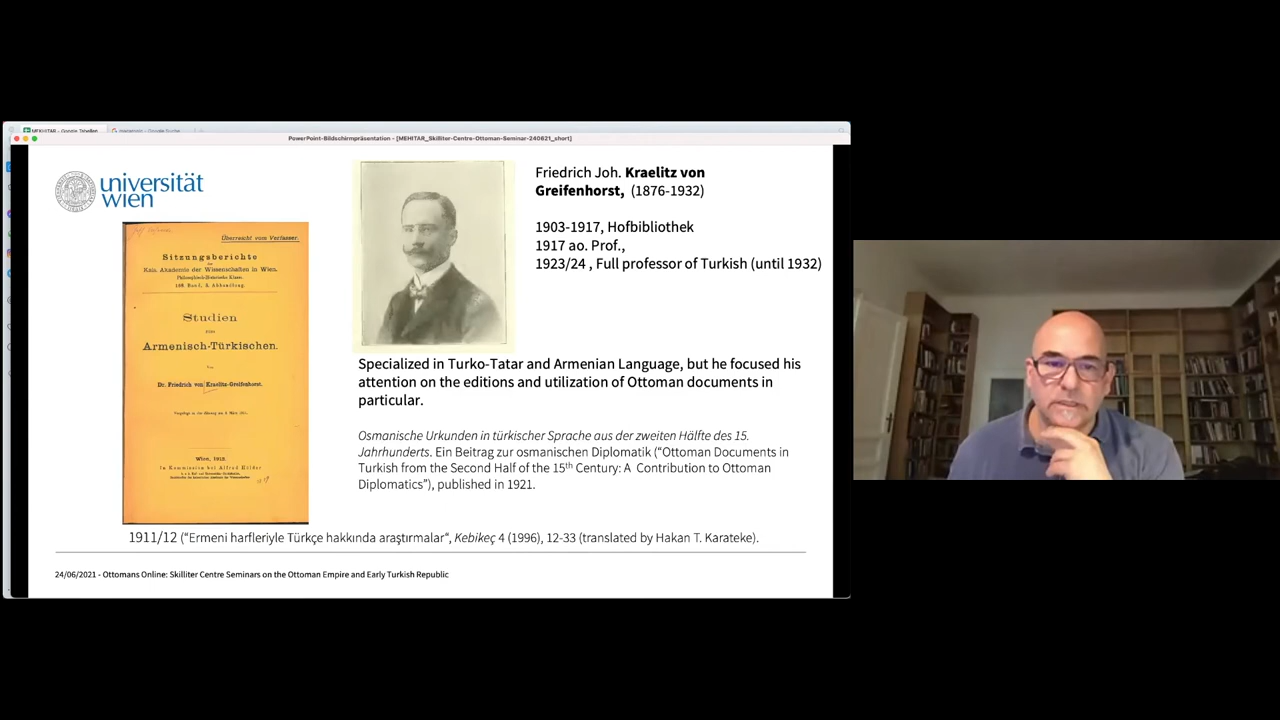 MEKHITAR - Google Tabellen
PowerPoint-Bildschirmpräsentation - [MEHITAR_Skilliter-Centre-Ottoman-Seminar-240621_short]
universität
wien
Überreicht vom Verfasser.
Sitzungsberichte
der
Kais. Akademie der Wissenschaften in Wien.
Philosophisch-Historische Klasse.
168. Band, 3. Abhandlung.
Studien
zum
Armenisch-Türkischen.
Von
Dr. Friedrich von Kraelitz-Greifenhorst.
Wien, 1912.
In Kommission bei Alfred Hölder
Friedrich Joh. Kraelitz von
Greifenhorst, (1876-1932)
1903-1917, Hofbibliothek
1917 ao. Prof.,
1923/24 , Full professor of Turkish (until 1932)
Specialized in Turko-Tatar and Armenian Language, but he focused his
attention on the editions and utilization of Ottoman documents in
particular.
Osmanische Urkunden in türkischer Sprache aus der zweiten Hälfte des 15.
Jahrhunderts. Ein Beitrag zur osmanischen Diplomatik (“Ottoman Documents in
Turkish from the Second Half of the 15th Century: A Contribution to Ottoman
Diplomatics”), published in 1921.
1911/12 (“Ermeni harfleriyle Türkçe hakkında araştırmalar“, Kebikeç 4 (1996), 12-33 (translated by Hakan T. Karateke).
24/06/2021 - Ottomans Online: Skilliter Centre Seminars on the Ottoman Empire and Early Turkish Republic